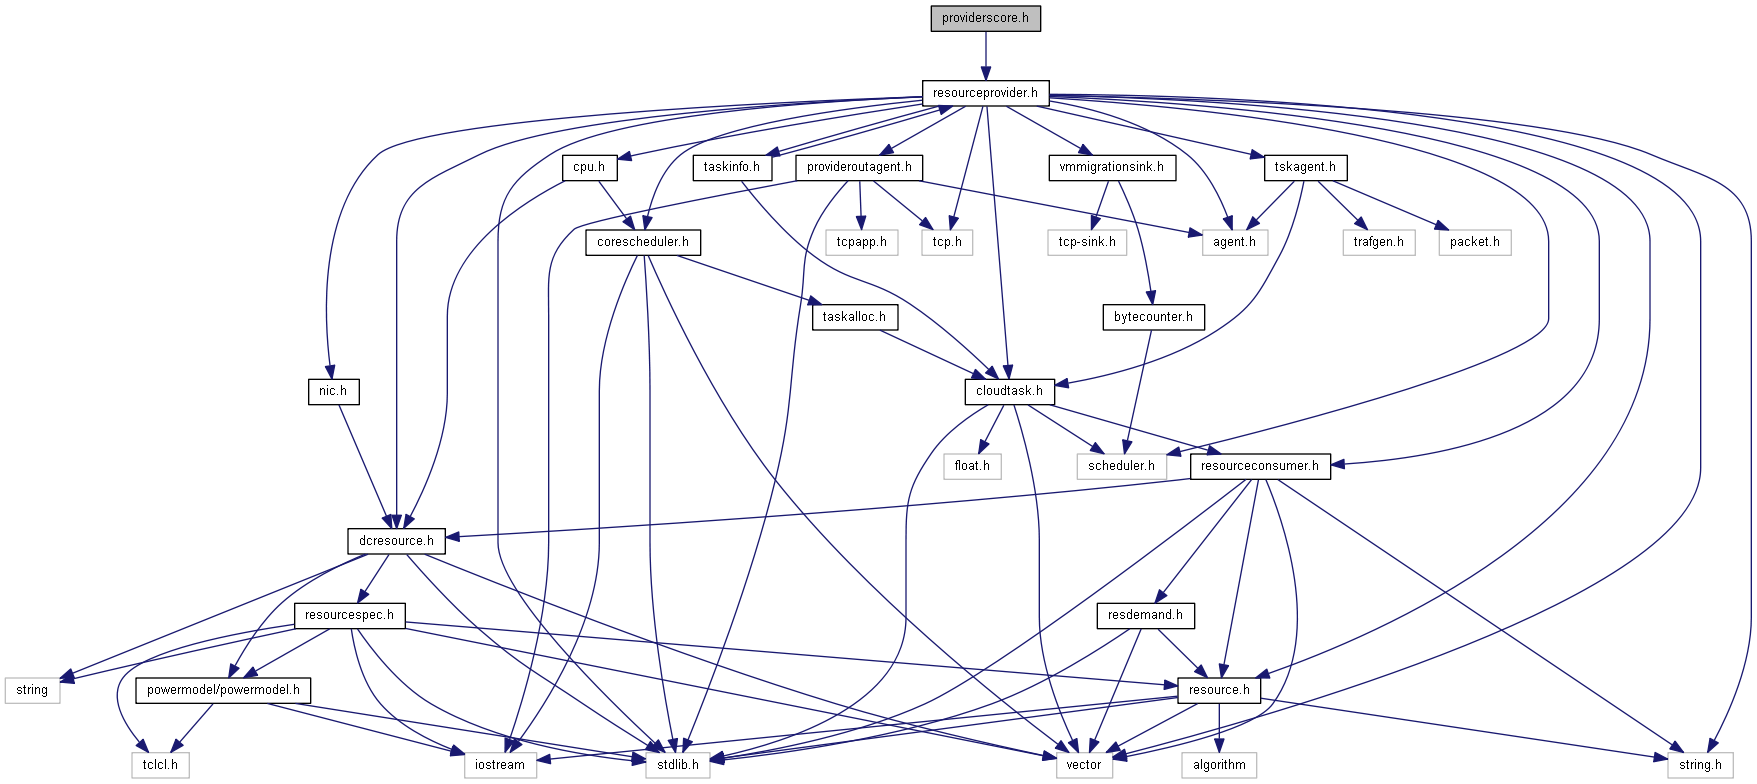 providerscore.h
resourceprovider.h
cpu.h
taskinfo.h
provideroutagent.h
vmmigrationsink.h
tskagent.h
corescheduler.h
tcpapp.h
tcp.h
tcp-sink.h
agent.h
trafgen.h
packet.h
taskalloc.h
bytecounter.h
nic.h
cloudtask.h
float.h
scheduler.h
resourceconsumer.h
dcresource.h
resourcespec.h
resdemand.h
string
powermodel/powermodel.h
resource.h
tclcl.h
iostream
stdlib.h
vector
algorithm
string.h